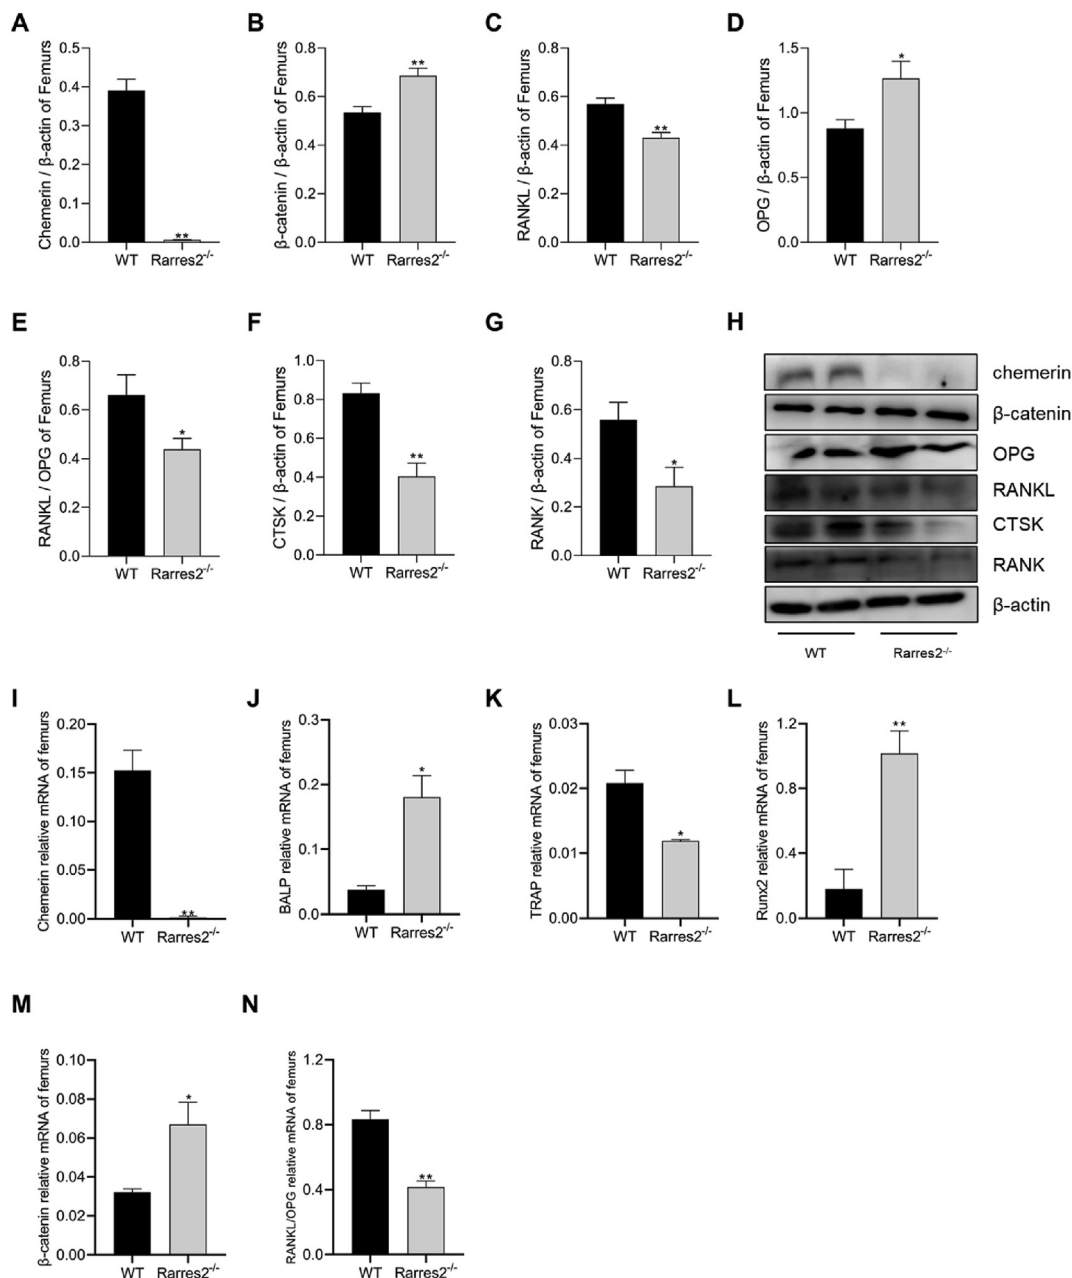 A
Chemerin / β-actin of Femurs
0.5
0.4
0.3
0.2
0.1
0.0
**
WT Rarres2-/-
B
β-catenin / β-actin of Femurs
0.8
0.6
0.4
0.2
0.0
**
WT Rarres2-/-
C
RANKL / β-actin of Femurs
0.8
0.6
0.4
0.2
0.0
**
WT Rarres2-/-
D
OPG / β-actin of Femurs
1.5
1.0
0.5
0.0
*
WT Rarres2-/-
E
RANKL / OPG of Femurs
0.8
0.6
0.4
0.2
0.0
*
WT Rarres2-/-
F
CTSK / β-actin of Femurs
1.0
0.8
0.6
0.4
0.2
0.0
**
WT Rarres2-/-
G
RANK / β-actin of Femurs
0.8
0.6
0.4
0.2
0.0
*
WT Rarres2-/-
H
chemerin
β-catenin
OPG
RANKL
CTSK
RANK
β-actin
WT Rarres2-/-
I
Chemerin relative mRNA of femurs
0.20
0.15
0.10
0.05
0.00
**
WT Rarres2-/-
J
BALP relative mRNA of femurs
0.3
0.2
0.1
0.0
*
WT Rarres2-/-
K
TRAP relative mRNA of femurs
0.03
0.02
0.01
0.00
*
WT Rarres2-/-
L
Runx2 relative mRNA of femurs
1.2
0.8
0.4
0.0
**
WT Rarres2-/-
M
β-catenin relative mRNA of femurs
0.10
0.08
0.06
0.04
0.02
0.00
*
WT Rarres2-/-
N
RANKL/OPG relative mRNA of femurs
1.2
0.8
0.4
0.0
**
WT Rarres2-/-